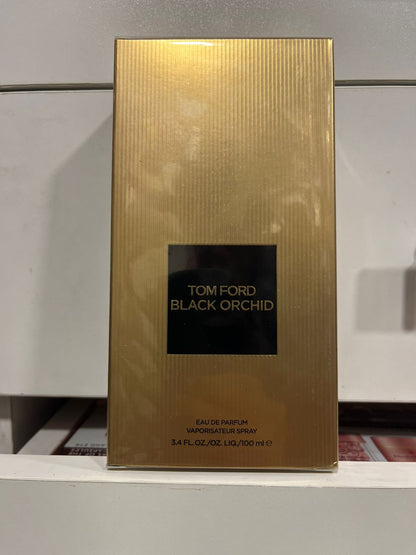 TOM FORD
BLACK ORCHID
EAU DE PARFUM
VAPORISATEUR SPRAY
3.4 FL.OZ./OZ. LIQ./100 ml e